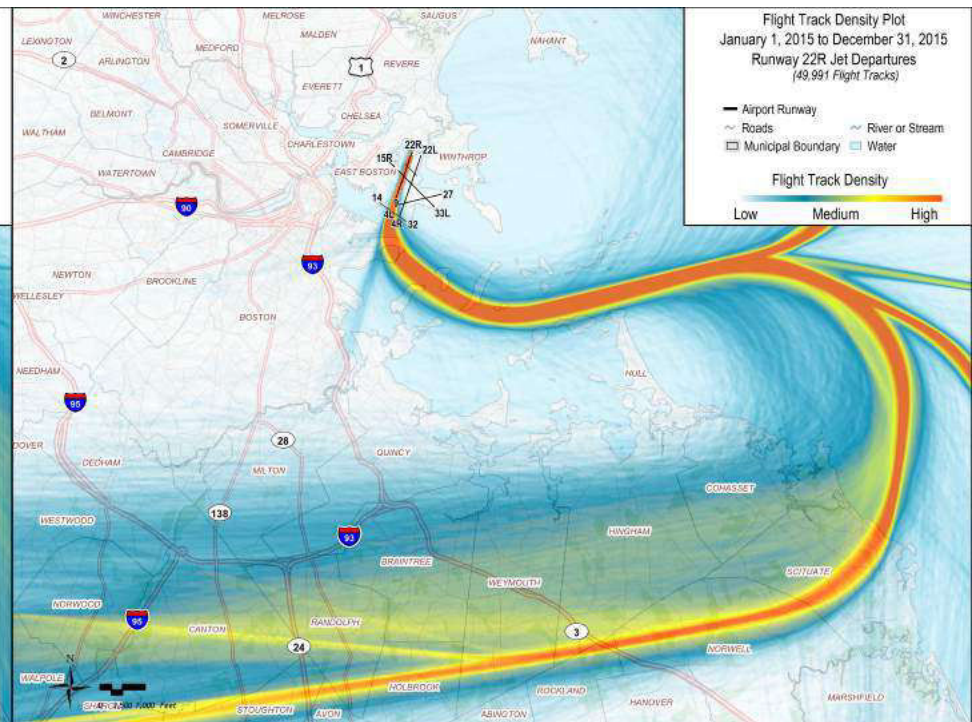 Flight Track Density Plot
January 1, 2015 to December 31, 2015
Runway 22R Jet Departures
(49,991 Flight Tracks)
Airport Runway
Roads
River or Stream
Municipal Boundary
Water
Flight Track Density
Low Medium High
WINCHESTER
MELROSE
SAUGUS
LEXINGTON
MALDEN
NAHANT
2
ARLINGTON
MEDFORD
REVERE
1
EVERETT
BELMONT
CHELSEA
SOMERVILLE
WALTHAM
CHARLESTOWN
22R
22L
CAMBRIDGE
15R
WINTHROP
WATERTOWN
EAST BOSTON
14
27
90
9
33L
4L
4R
32
93
NEWTON
BROOKLINE
WELLESLEY
BOSTON
NEEDHAM
HULL
95
28
DOVER
QUINCY
DEDHAM
MILTON
COHASSET
138
WESTWOOD
HINGHAM
93
BRAINTREE
SCITUATE
WEYMOUTH
NORWOOD
95
RANDOLPH
CANTON
3
24
NORWELL
N
WALPOLE
HOLBROOK
ROCKLAND
MARSHFIELD
SHARON
Feet
STOUGHTON
AVON
ABINGTON
HANOVER